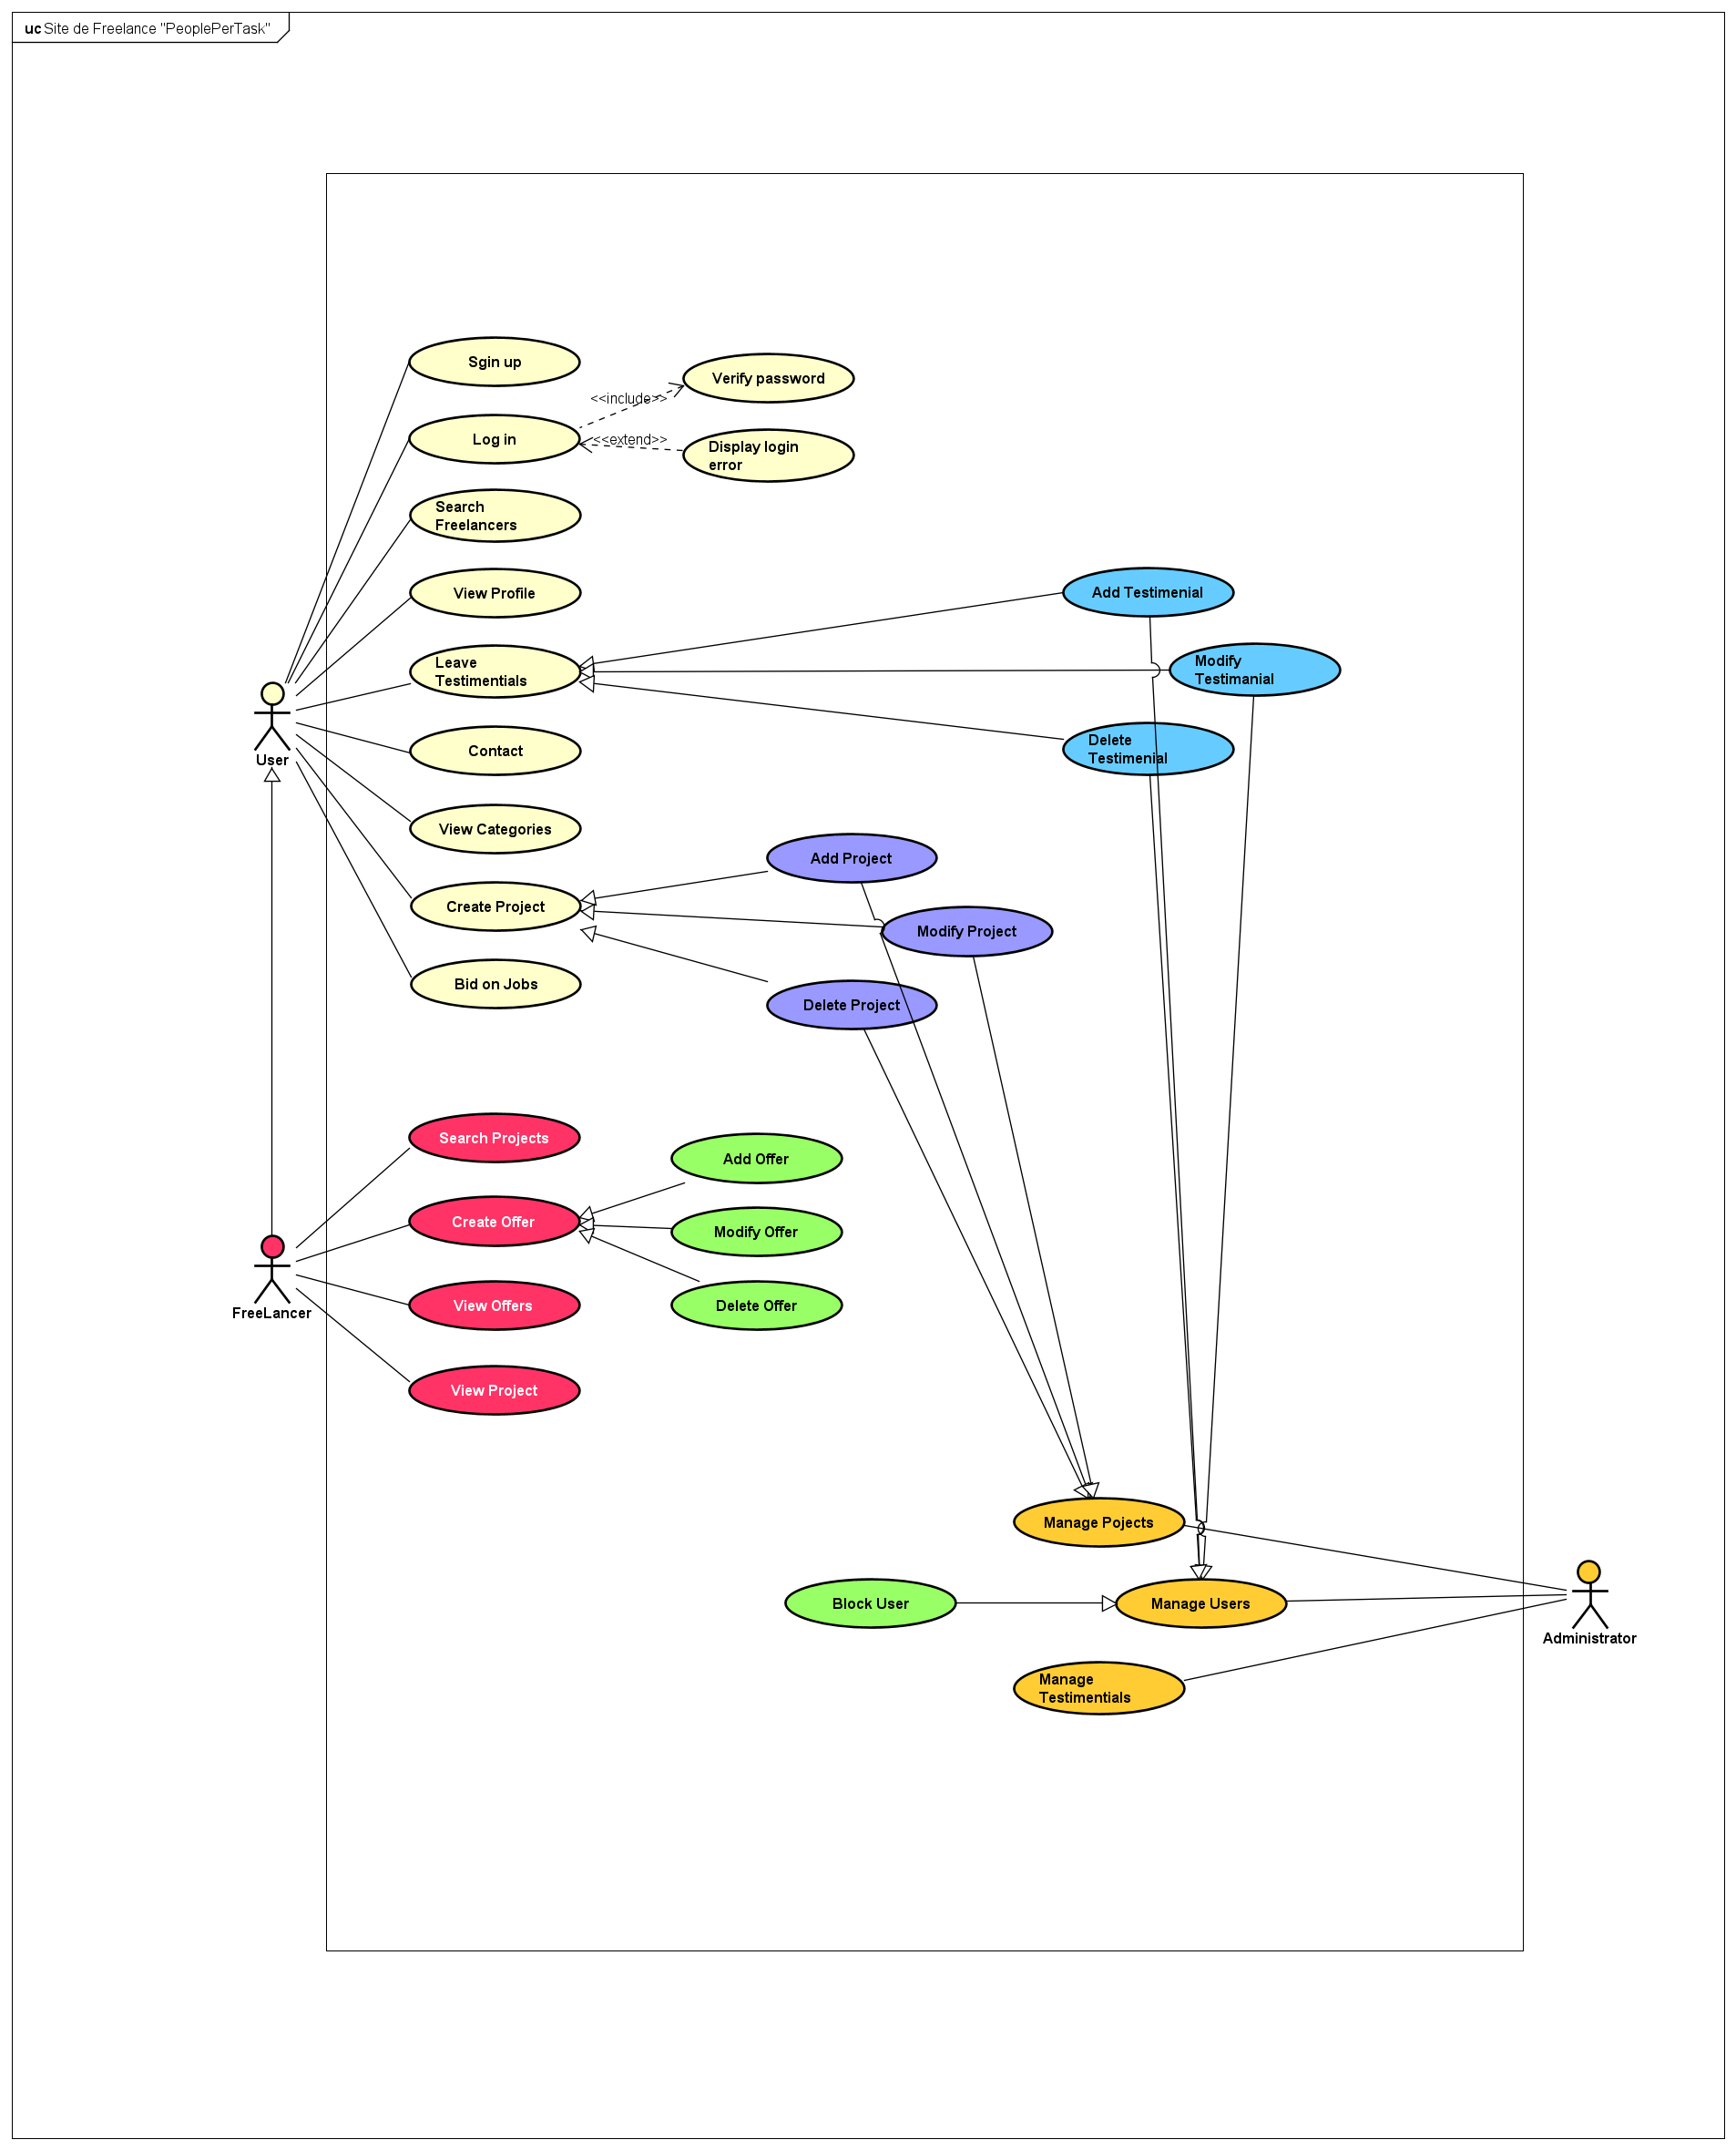 uc Site de Freelance "PeoplePerTask"
Sgin up
Verify password
<<include>>
Log in
<<extend>>
Display login
error
Search
Freelancers
View Profile
Add Testimenial
Leave
Testimentials
Modify
Testimanial
Contact
Delete
Testimenial
User
View Categories
Add Project
Create Project
Modify Project
Bid on Jobs
Delete Project
Search Projects
Add Offer
Create Offer
Modify Offer
View Offers
Delete Offer
FreeLancer
View Project
Manage Pojects
Block User
Manage Users
Administrator
Manage
Testimentials